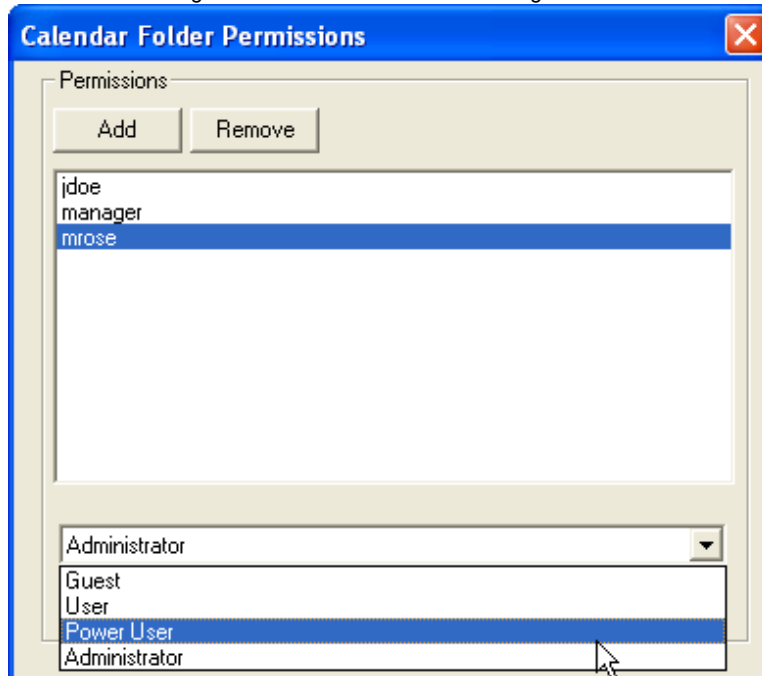 Calendar Folder Permissions
Permissions
Add Remove
jdoe
manager
mrose
Administrator
Guest
User
Power User
Administrator